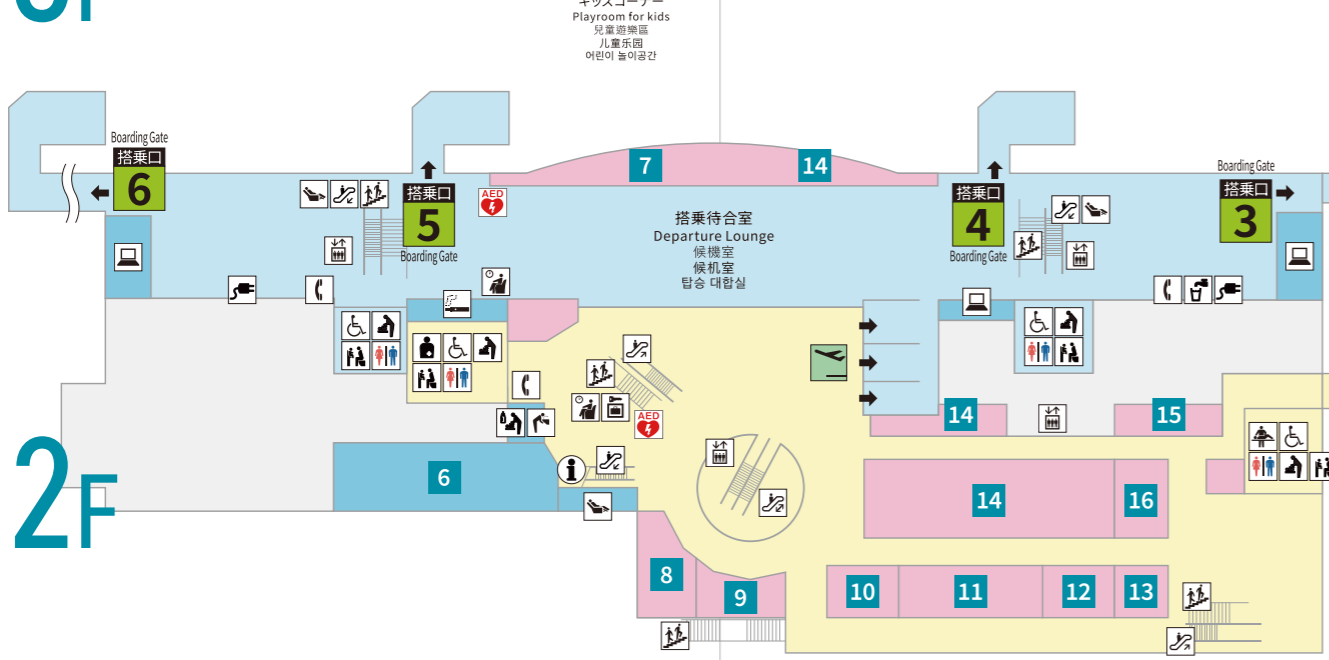 キッズコーナー
Playroom for kids
兒童遊樂區
儿童乐园
어린이 놀이공간
Boarding Gate
搭乗口
6
搭乗口
5
Boarding Gate
AED
7
14
搭乗待合室
Departure Lounge
候機室
候机室
탑승 대합실
搭乗口
4
Boarding Gate
Boarding Gate
搭乗口
3
AED
14
15
2F
6
14
16
8
9
10
11
12
13